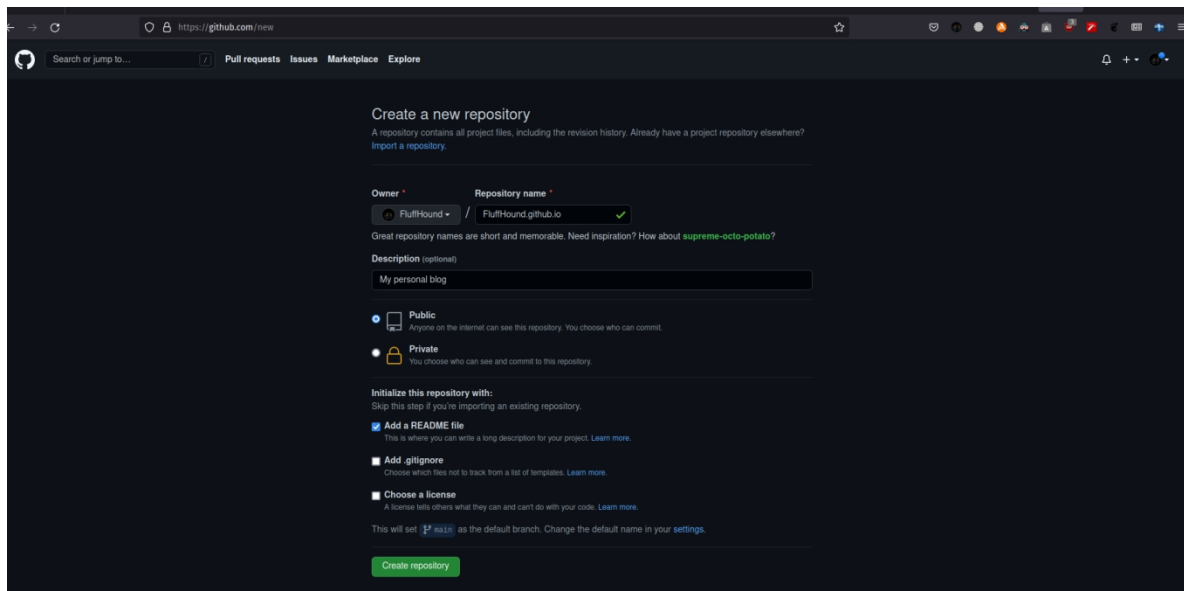 https://github.com/new
Search or jump to... / Pull requests Issues Marketplace Explore
Create a new repository
A repository contains all project files, including the revision history. Already have a project repository elsewhere?
Import a repository.
Owner * Repository name *
FluffHound / FluffHound.github.io
Great repository names are short and memorable. Need inspiration? How about supreme-octo-potato?
Description (optional)
My personal blog
Public
Anyone on the internet can see this repository. You choose who can commit.
Private
You choose who can see and commit to this repository.
Initialize this repository with:
Skip this step if you're importing an existing repository.
Add a README file
This is where you can write a long description for your project. Learn more.
Add .gitignore
Choose which files not to track from a list of templates. Learn more.
Choose a license
A license tells others what they can and can't do with your code. Learn more.
This will set main as the default branch. Change the default name in your settings.
Create repository